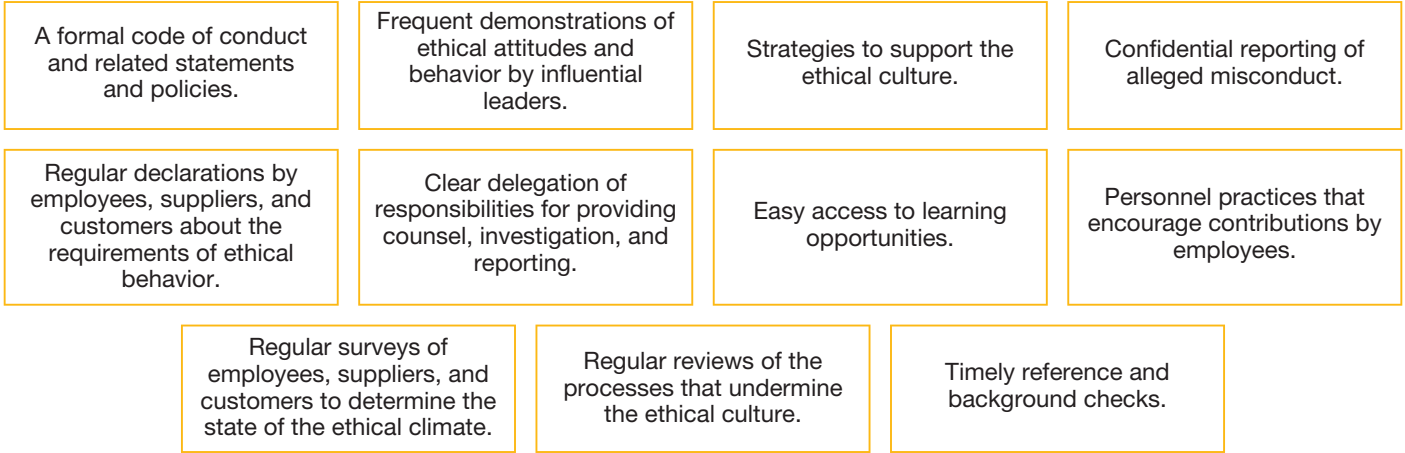 A formal code of conduct
and related statements
and policies.
Frequent demonstrations of
ethical attitudes and
behavior by influential
leaders.
Strategies to support the
ethical culture.
Confidential reporting of
alleged misconduct.
Regular declarations by
employees, suppliers, and
customers about the
requirements of ethical
behavior.
Clear delegation of
responsibilities for providing
counsel, investigation, and
reporting.
Easy access to learning
opportunities.
Personnel practices that
encourage contributions by
employees.
Regular surveys of
employees, suppliers, and
customers to determine the
state of the ethical climate.
Regular reviews of the
processes that undermine
the ethical culture.
Timely reference and
background checks.